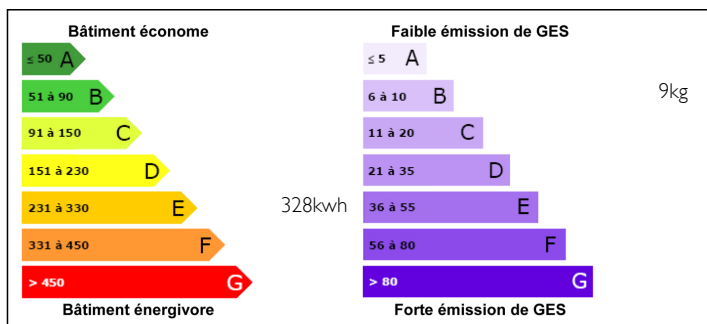 Bâtiment économe
≤ 50 A
51 à 90 B
91 à 150 C
151 à 230 D
231 à 330 E
328kwh
331 à 450 F
> 450 G
Bâtiment énergivore
Faible émission de GES
≤ 5 A
6 à 10 B
9kg
11 à 20 C
21 à 35 D
36 à 55 E
56 à 80 F
> 80 G
Forte émission de GES